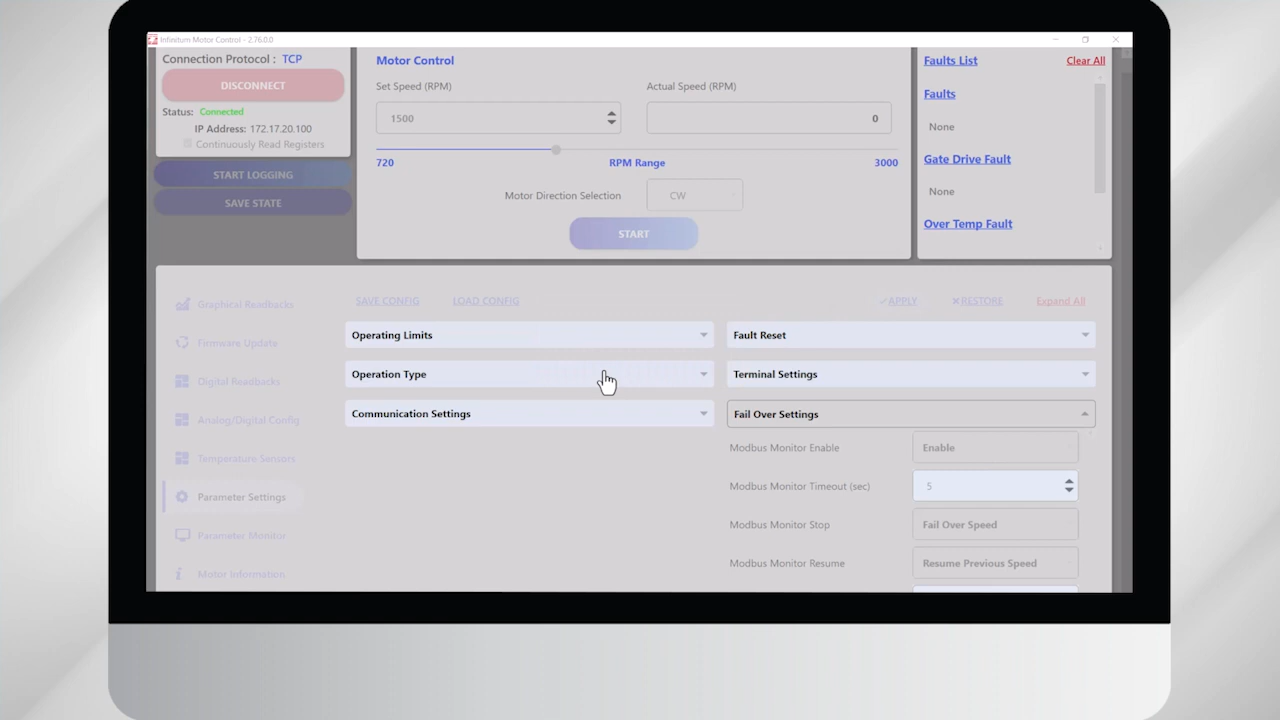 Infinitum Motor Control - 2.76.0.0
Connection Protocol : TCP
DISCONNECT
Status: Connected
IP Address: 172.17.20.100
Continuously Read Registers
START LOGGING
SAVE STATE
Motor Control
Set Speed (RPM)
Actual Speed (RPM)
1500
0
720
RPM Range
3000
Motor Direction Selection
CW
START
Faults List
Clear All
Faults
None
Gate Drive Fault
None
Over Temp Fault
Graphical Readbacks
Firmware Update
Digital Readbacks
Analog/Digital Config
Temperature Sensors
Parameter Settings
Parameter Monitor
Motor Information
SAVE CONFIG
LOAD CONFIG
APPLY
RESTORE
Expand All
Operating Limits
Operation Type
Communication Settings
Fault Reset
Terminal Settings
Fail Over Settings
Modbus Monitor Enable
Enable
Modbus Monitor Timeout (sec)
5
Modbus Monitor Stop
Fail Over Speed
Modbus Monitor Resume
Resume Previous Speed